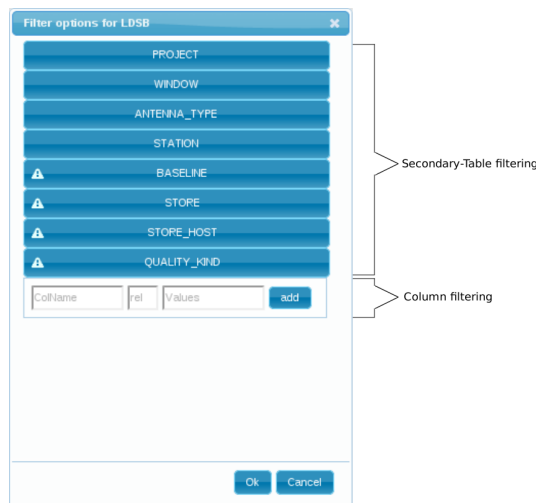 Filter options for LDSB
PROJECT
WINDOW
ANTENNA_TYPE
STATION
BASELINE
STORE
STORE_HOST
QUALITY_KIND
Secondary-Table filtering
ColName rel Values add
Column filtering
Ok Cancel